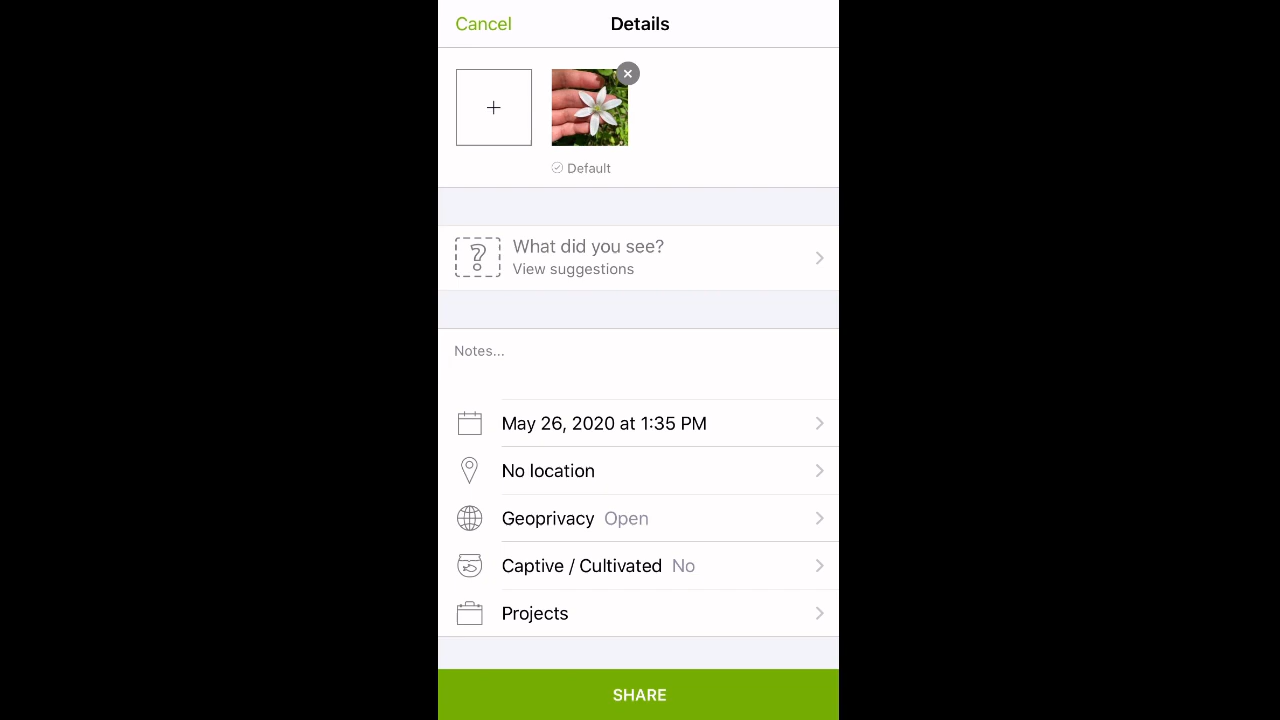 Cancel
Details
Default
What did you see?
View suggestions
Notes...
May 26, 2020 at 1:35 PM
No location
Geoprivacy Open
Captive / Cultivated No
Projects
SHARE